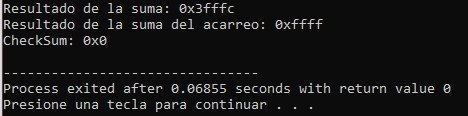 Resultado de la suma: 0x3fffc
Resultado de la suma del acarreo: 0xffff
CheckSum: 0x0
--------------------------------
Process exited after 0.06855 seconds with return value 0
Presione una tecla para continuar . . .